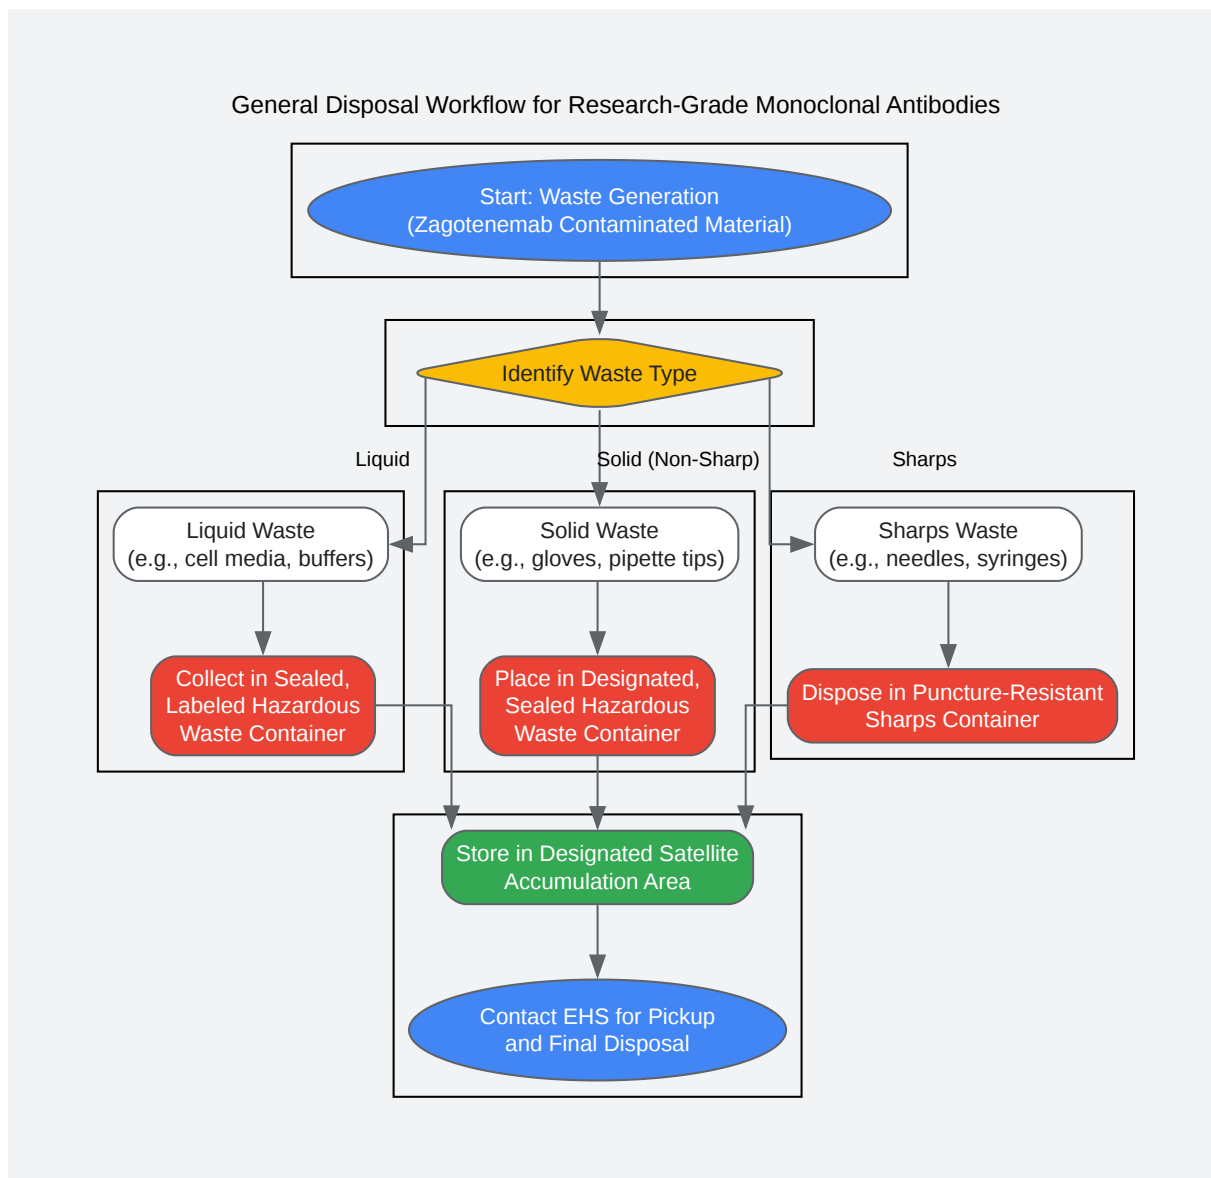 General Disposal Workflow for Research-Grade Monoclonal Antibodies
Start: Waste Generation
(Zagotenemab Contaminated Material)
Identify Waste Type
Liquid
Solid (Non-Sharp)
Sharps
Liquid Waste
(e.g., cell media, buffers)
Solid Waste
(e.g., gloves, pipette tips)
Sharps Waste
(e.g., needles, syringes)
Collect in Sealed,
Labeled Hazardous
Waste Container
Place in Designated,
Sealed Hazardous
Waste Container
Dispose in Puncture-Resistant
Sharps Container
Store in Designated Satellite
Accumulation Area
Contact EHS for Pickup
and Final Disposal